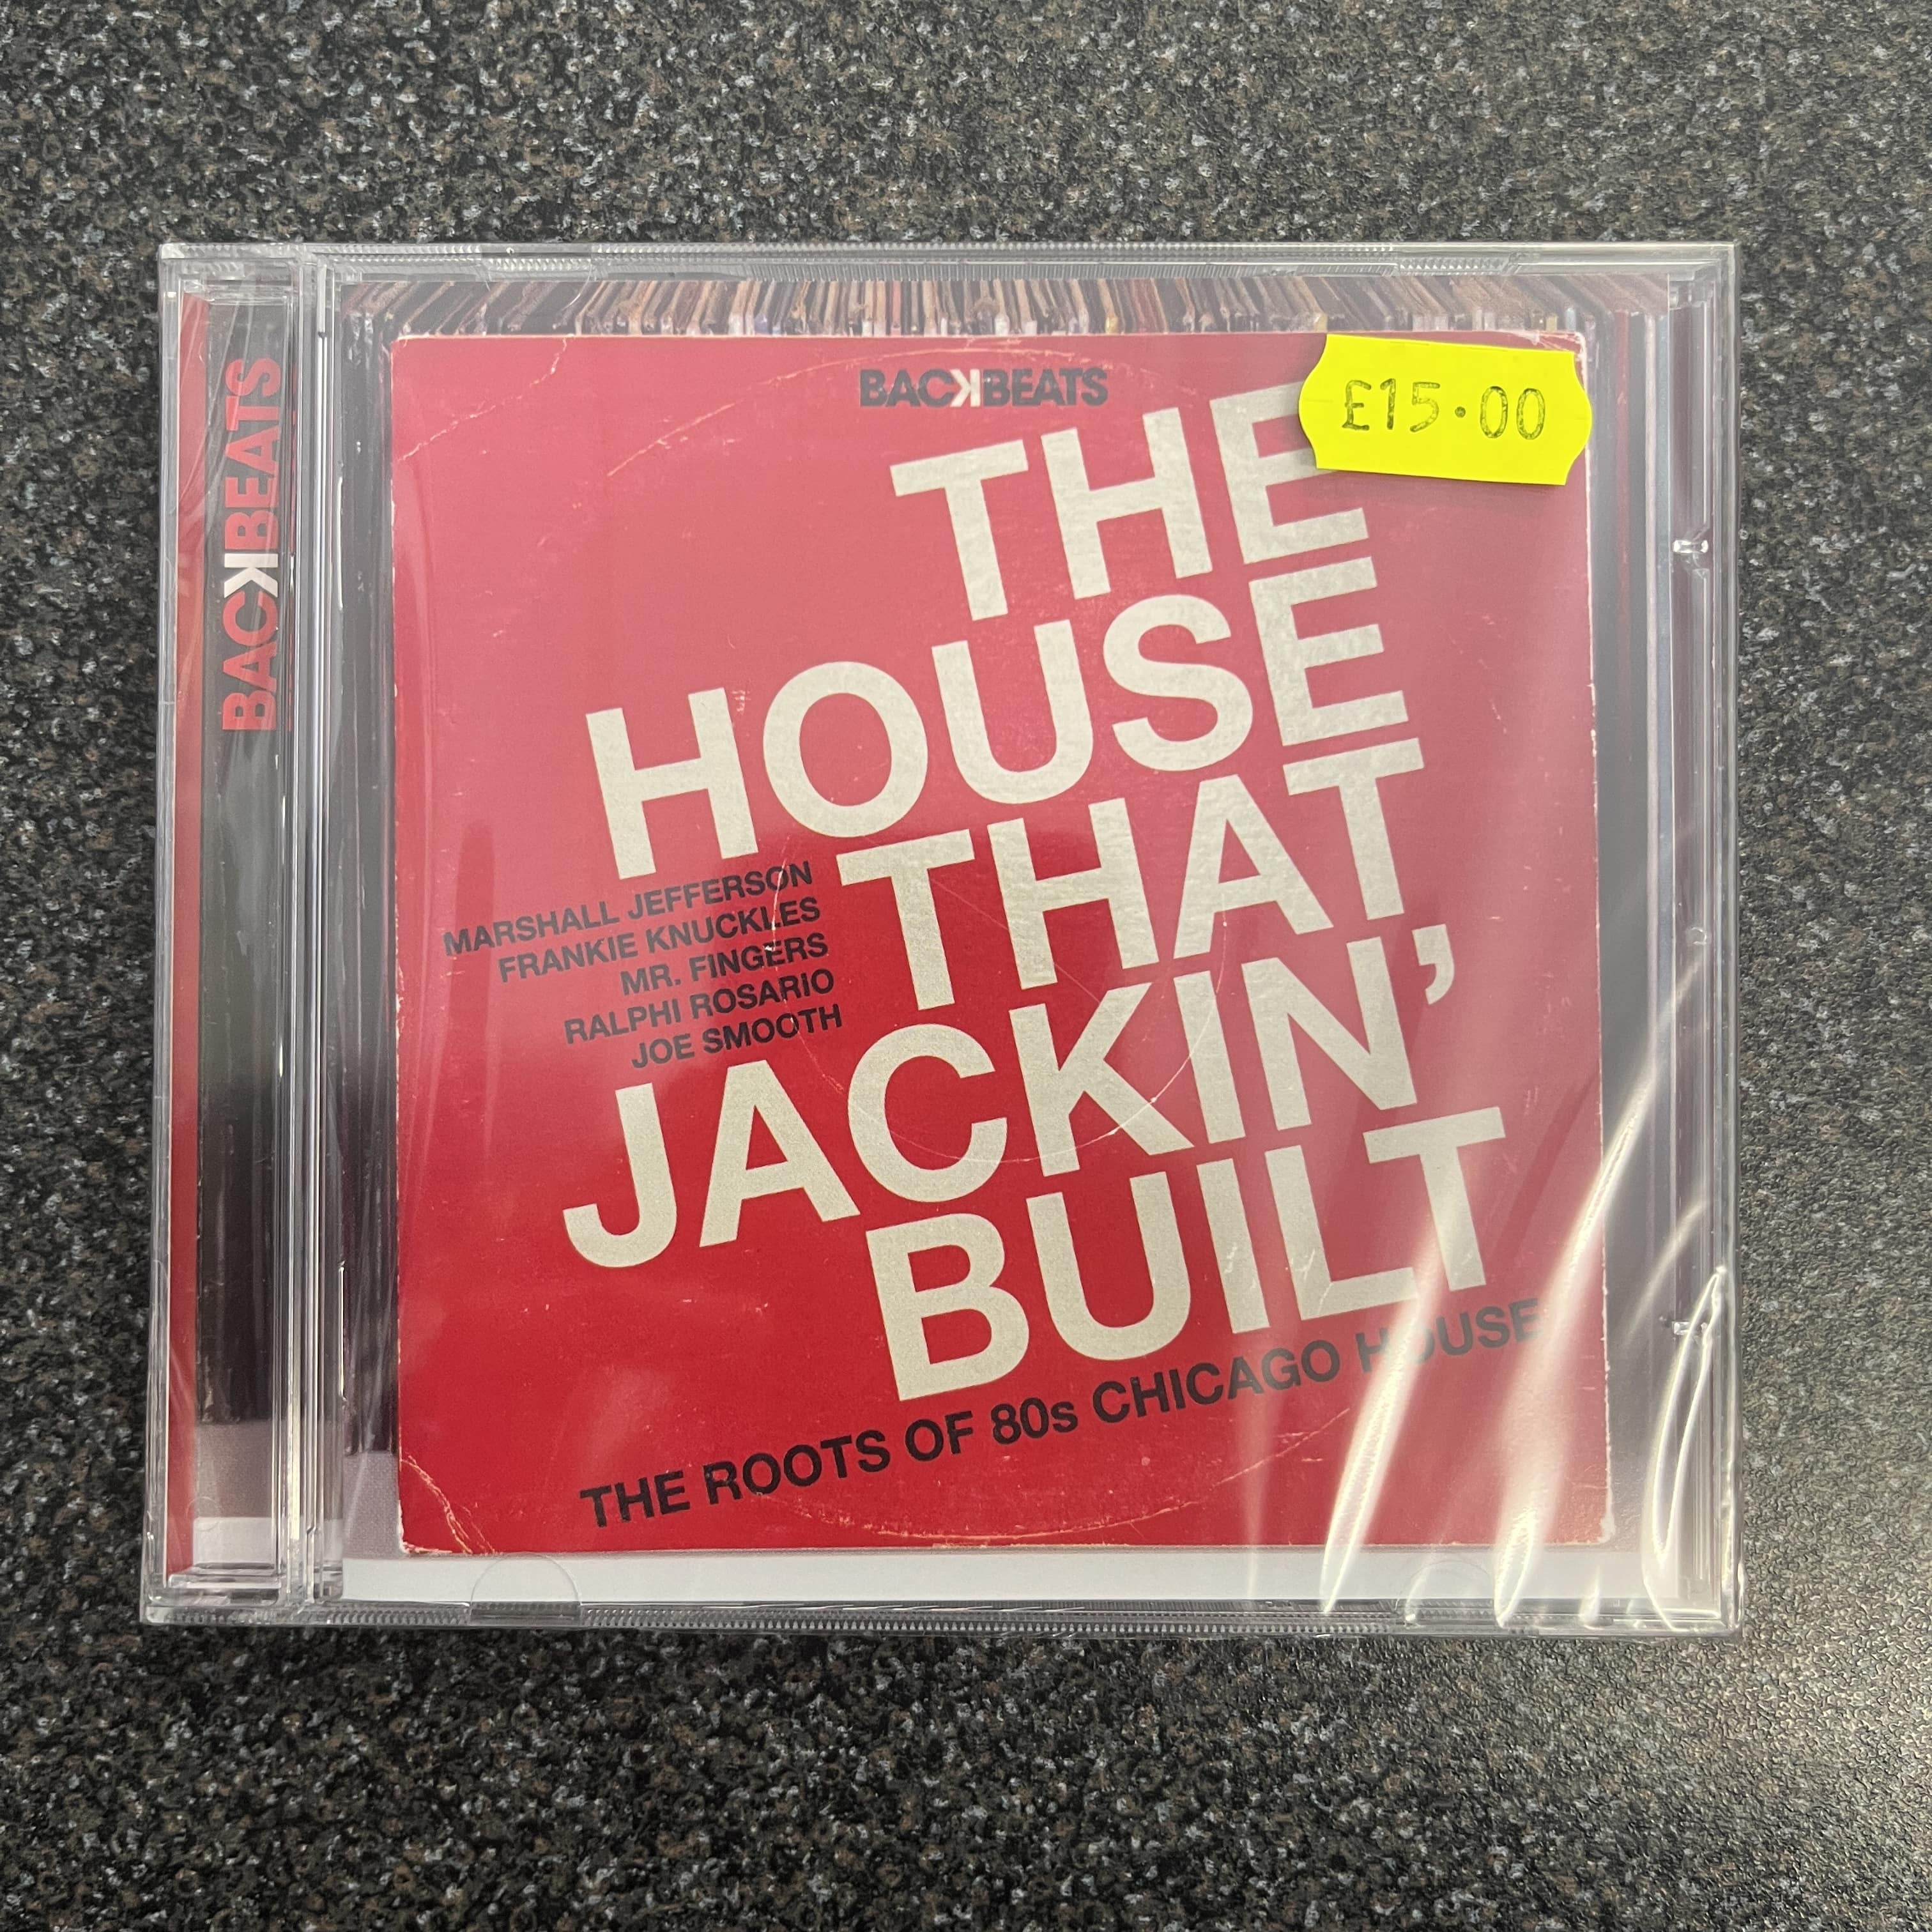 BACKBEATS
BACKBEATS
£15.00
THE
HOUSE
THAT
JACKIN'
BUILT
MARSHALL JEFFERSON
FRANKIE KNUCKLES
MR. FINGERS
RALPHI ROSARIO
JOE SMOOTH
THE ROOTS OF 80s CHICAGO HOUSE